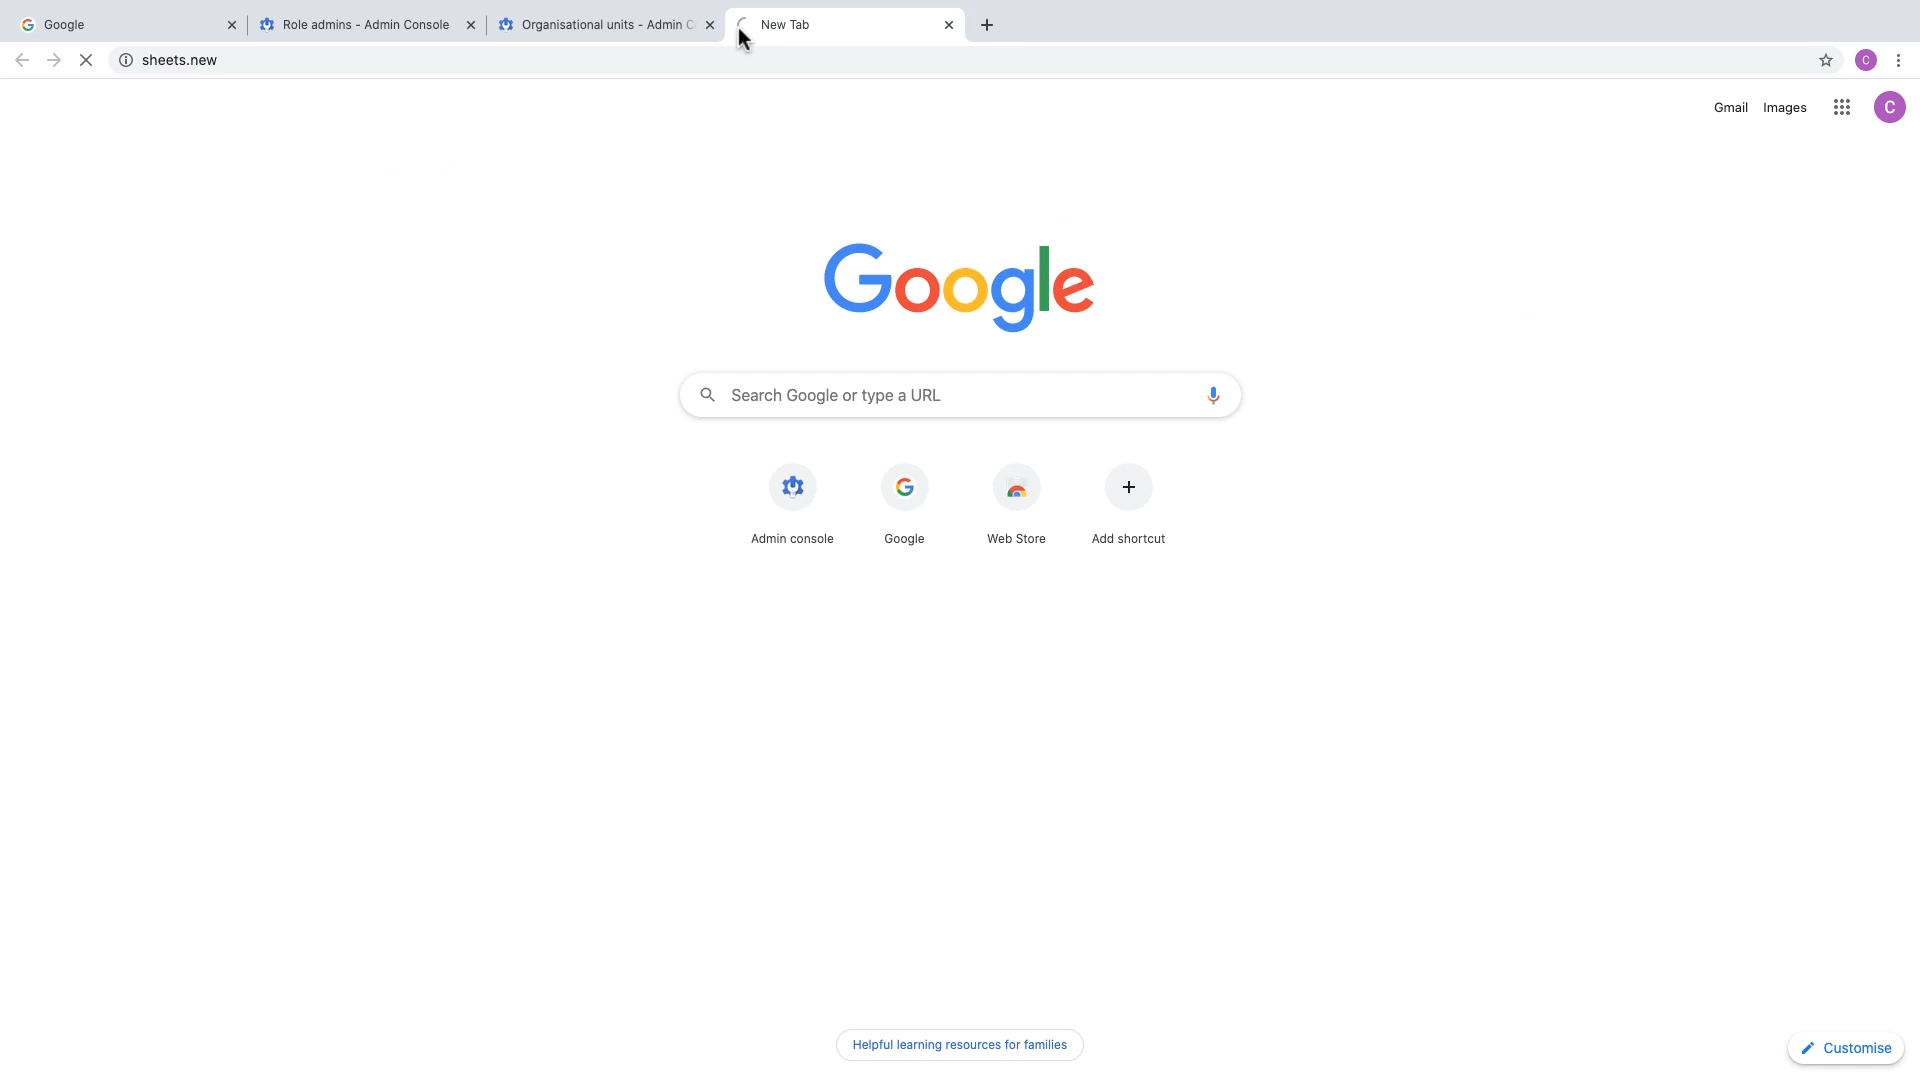 Google
Role admins - Admin Console
Organisational units - Admin C
New Tab
sheets.new
C
Gmail
Images
C
Google
Search Google or type a URL
Admin console
Google
Web Store
Add shortcut
Helpful learning resources for families
Customise